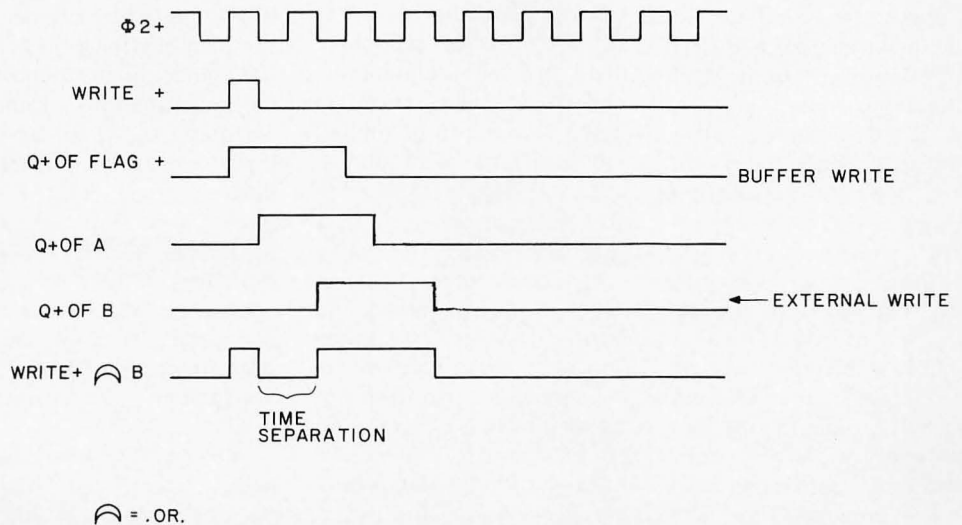 Φ2+
WRITE +
Q+OF FLAG +
BUFFER WRITE
Q+OF A
Q+OF B
EXTERNAL WRITE
WRITE+ B
TIME
SEPARATION
= .OR.